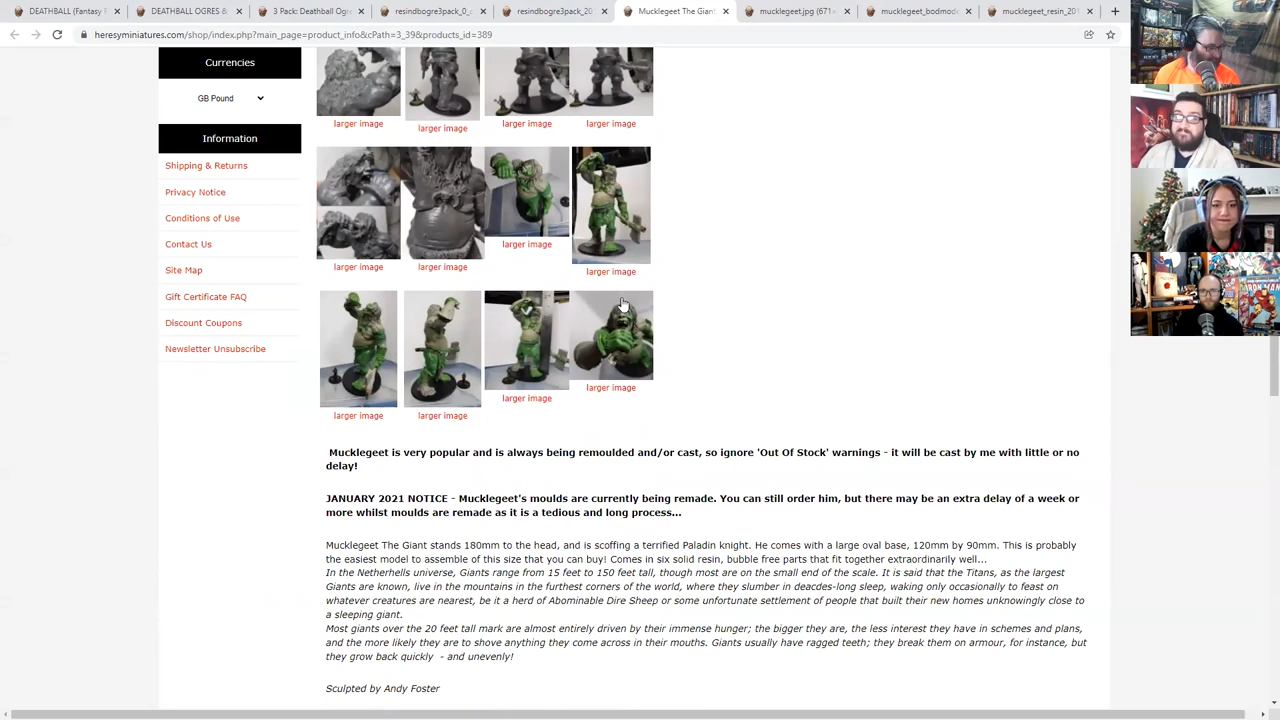 DEATHBALL (Fantasy F
DEATHBALL OGRES &
3 Pack: Deathball Ogre
resindbogre3pack_0_
resindbogre3pack_20
Mucklegeet The Giant
mucklegeet.jpg (671×
mucklegeet_bodmode
mucklegeet_resin_201
heresyminiatures.com/shop/index.php?main_page=product_info&cPath=3_39&products_id=389
Currencies
GB Pound
Information
Shipping & Returns
Privacy Notice
Conditions of Use
Contact Us
Site Map
Gift Certificate FAQ
Discount Coupons
Newsletter Unsubscribe
larger image
larger image
larger image
larger image
larger image
larger image
larger image
larger image
larger image
larger image
larger image
larger image
Mucklegeet is very popular and is always being remoulded and/or cast, so ignore 'Out Of Stock' warnings - it will be cast by me with little or no
delay!
JANUARY 2021 NOTICE - Mucklegeet's moulds are currently being remade. You can still order him, but there may be an extra delay of a week or
more whilst moulds are remade as it is a tedious and long process...
Mucklegeet The Giant stands 180mm to the head, and is scoffing a terrified Paladin knight. He comes with a large oval base, 120mm by 90mm. This is probably
the easiest model to assemble of this size that you can buy! Comes in six solid resin, bubble free parts that fit together extraordinarily well...
In the Netherhells universe, Giants range from 15 feet to 150 feet tall, though most are on the small end of the scale. It is said that the Titans, as the largest
Giants are known, live in the mountains in the furthest corners of the world, where they slumber in deacdes-long sleep, waking only occasionally to feast on
whatever creatures are nearest, be it a herd of Abominable Dire Sheep or some unfortunate settlement of people that built their new homes unknowingly close to
a sleeping giant.
Most giants over the 20 feet tall mark are almost entirely driven by their immense hunger; the bigger they are, the less interest they have in schemes and plans,
and the more likely they are to shove anything they come across in their mouths. Giants usually have ragged teeth; they break them on armour, for instance, but
they grow back quickly - and unevenly!
Sculpted by Andy Foster
IRON MAN